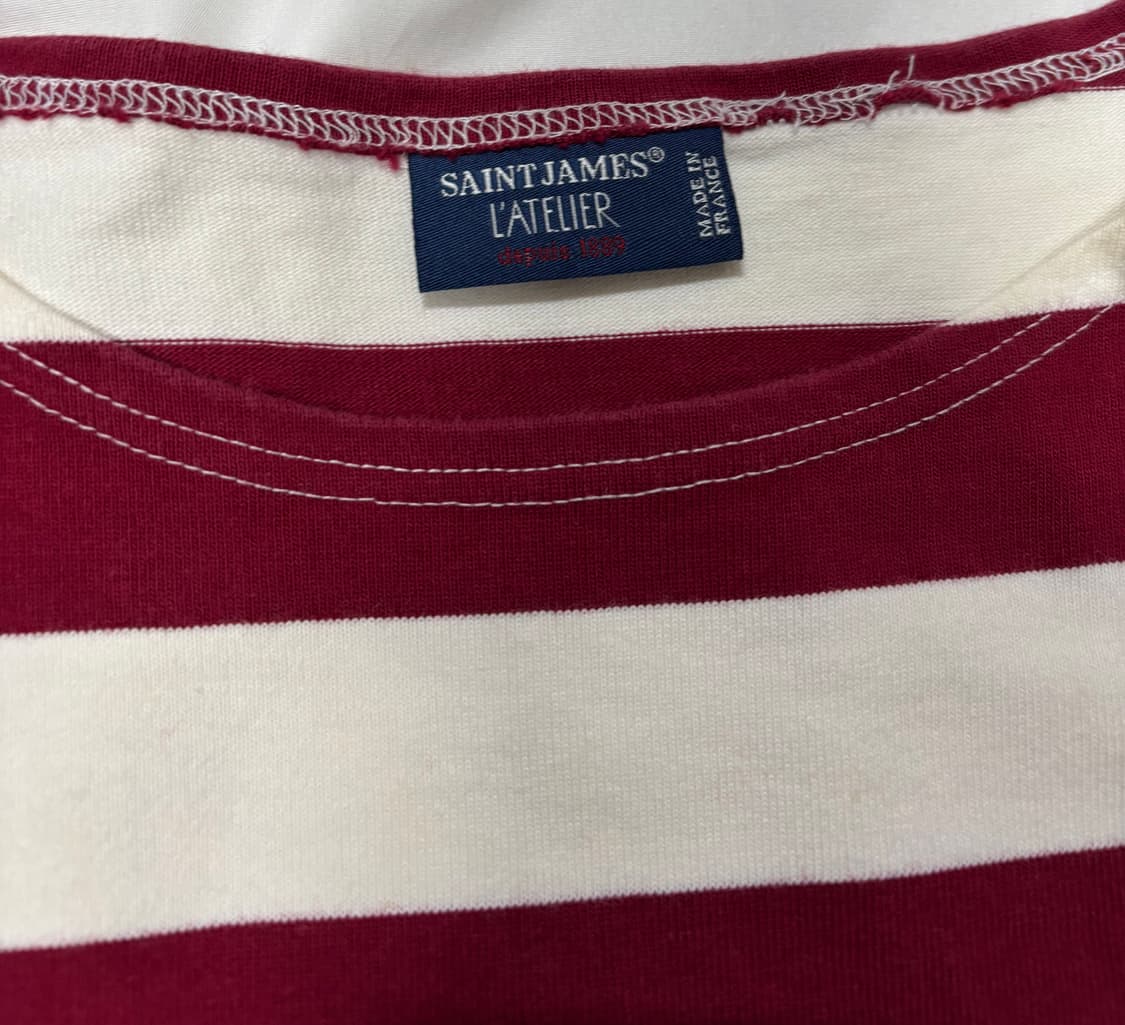 SAINT JAMES®
L'ATELIER
depuis 1889
MADE IN
FRANCE